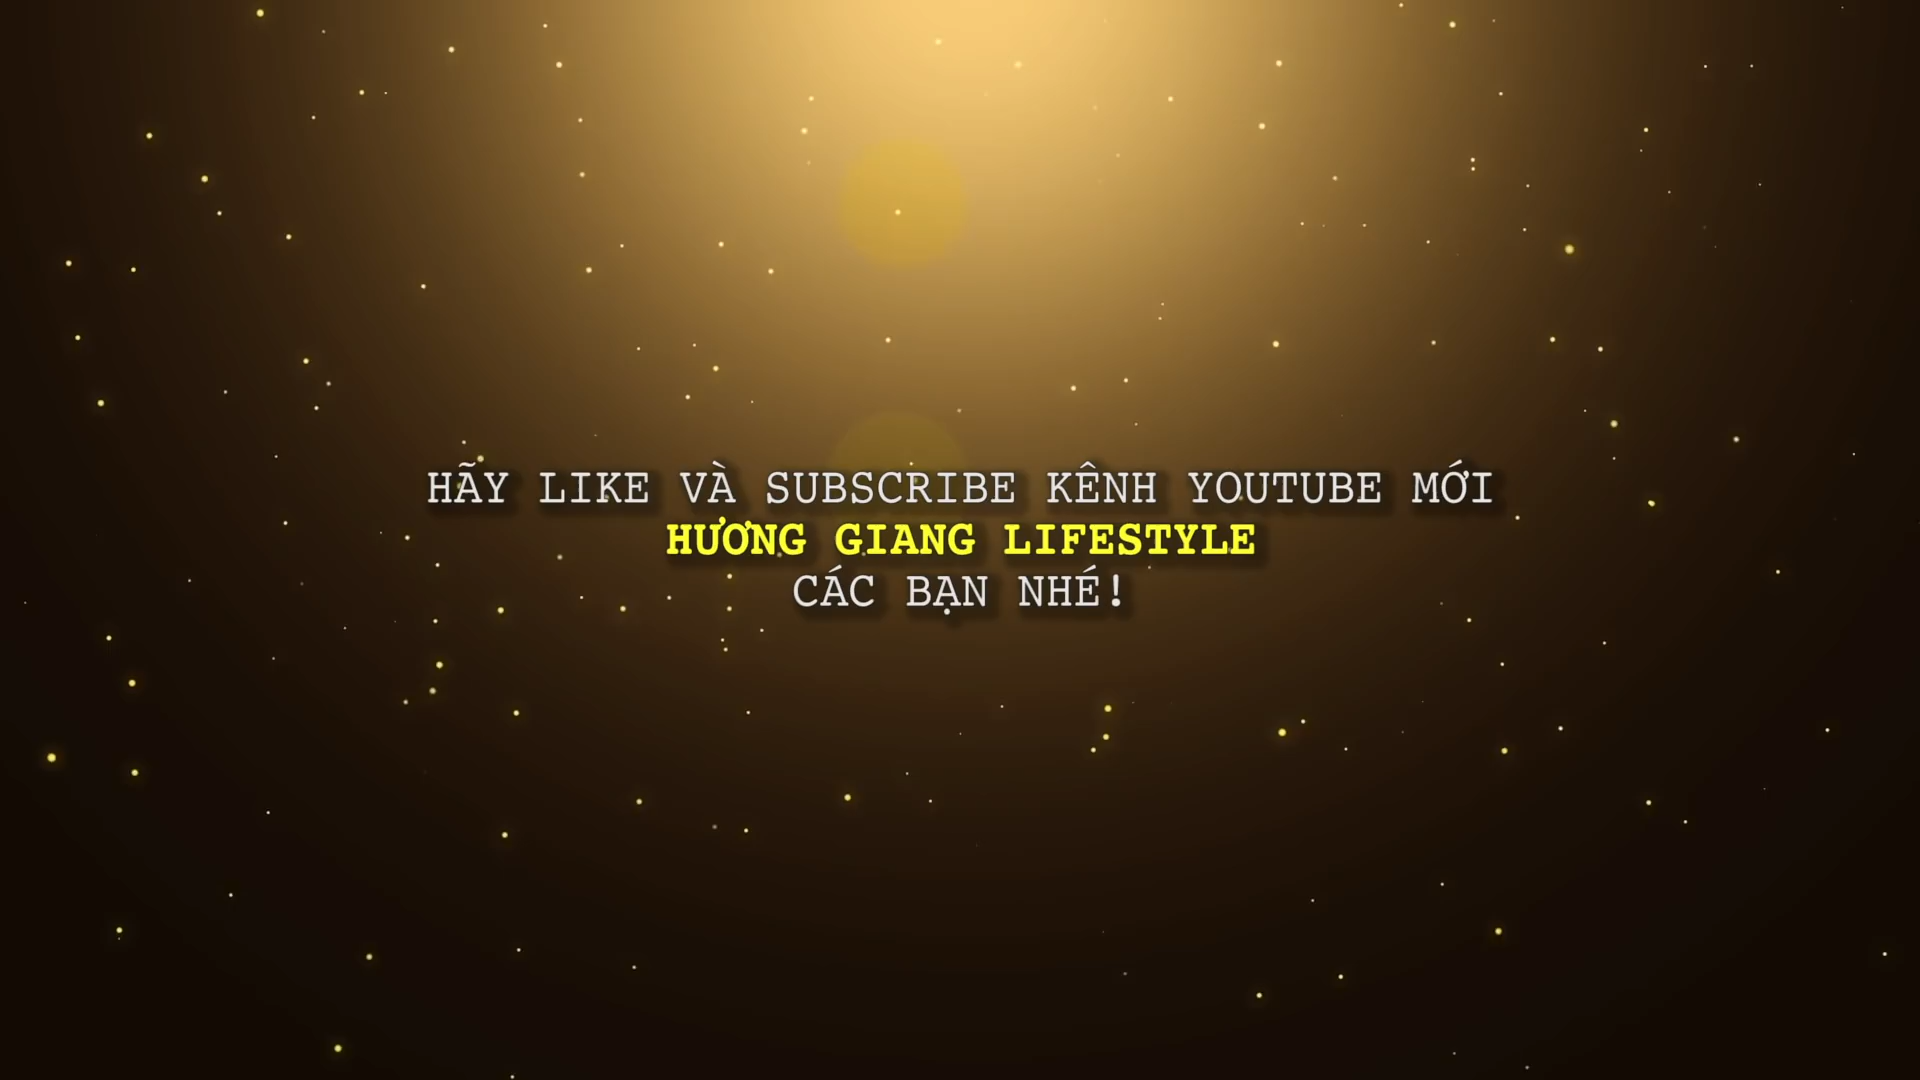 HÃY LIKE VÀ SUBSCRIBE KÊNH YOUTUBE MỚI
HƯƠNG GIANG LIFESTYLE
CÁC BẠN NHÉ!